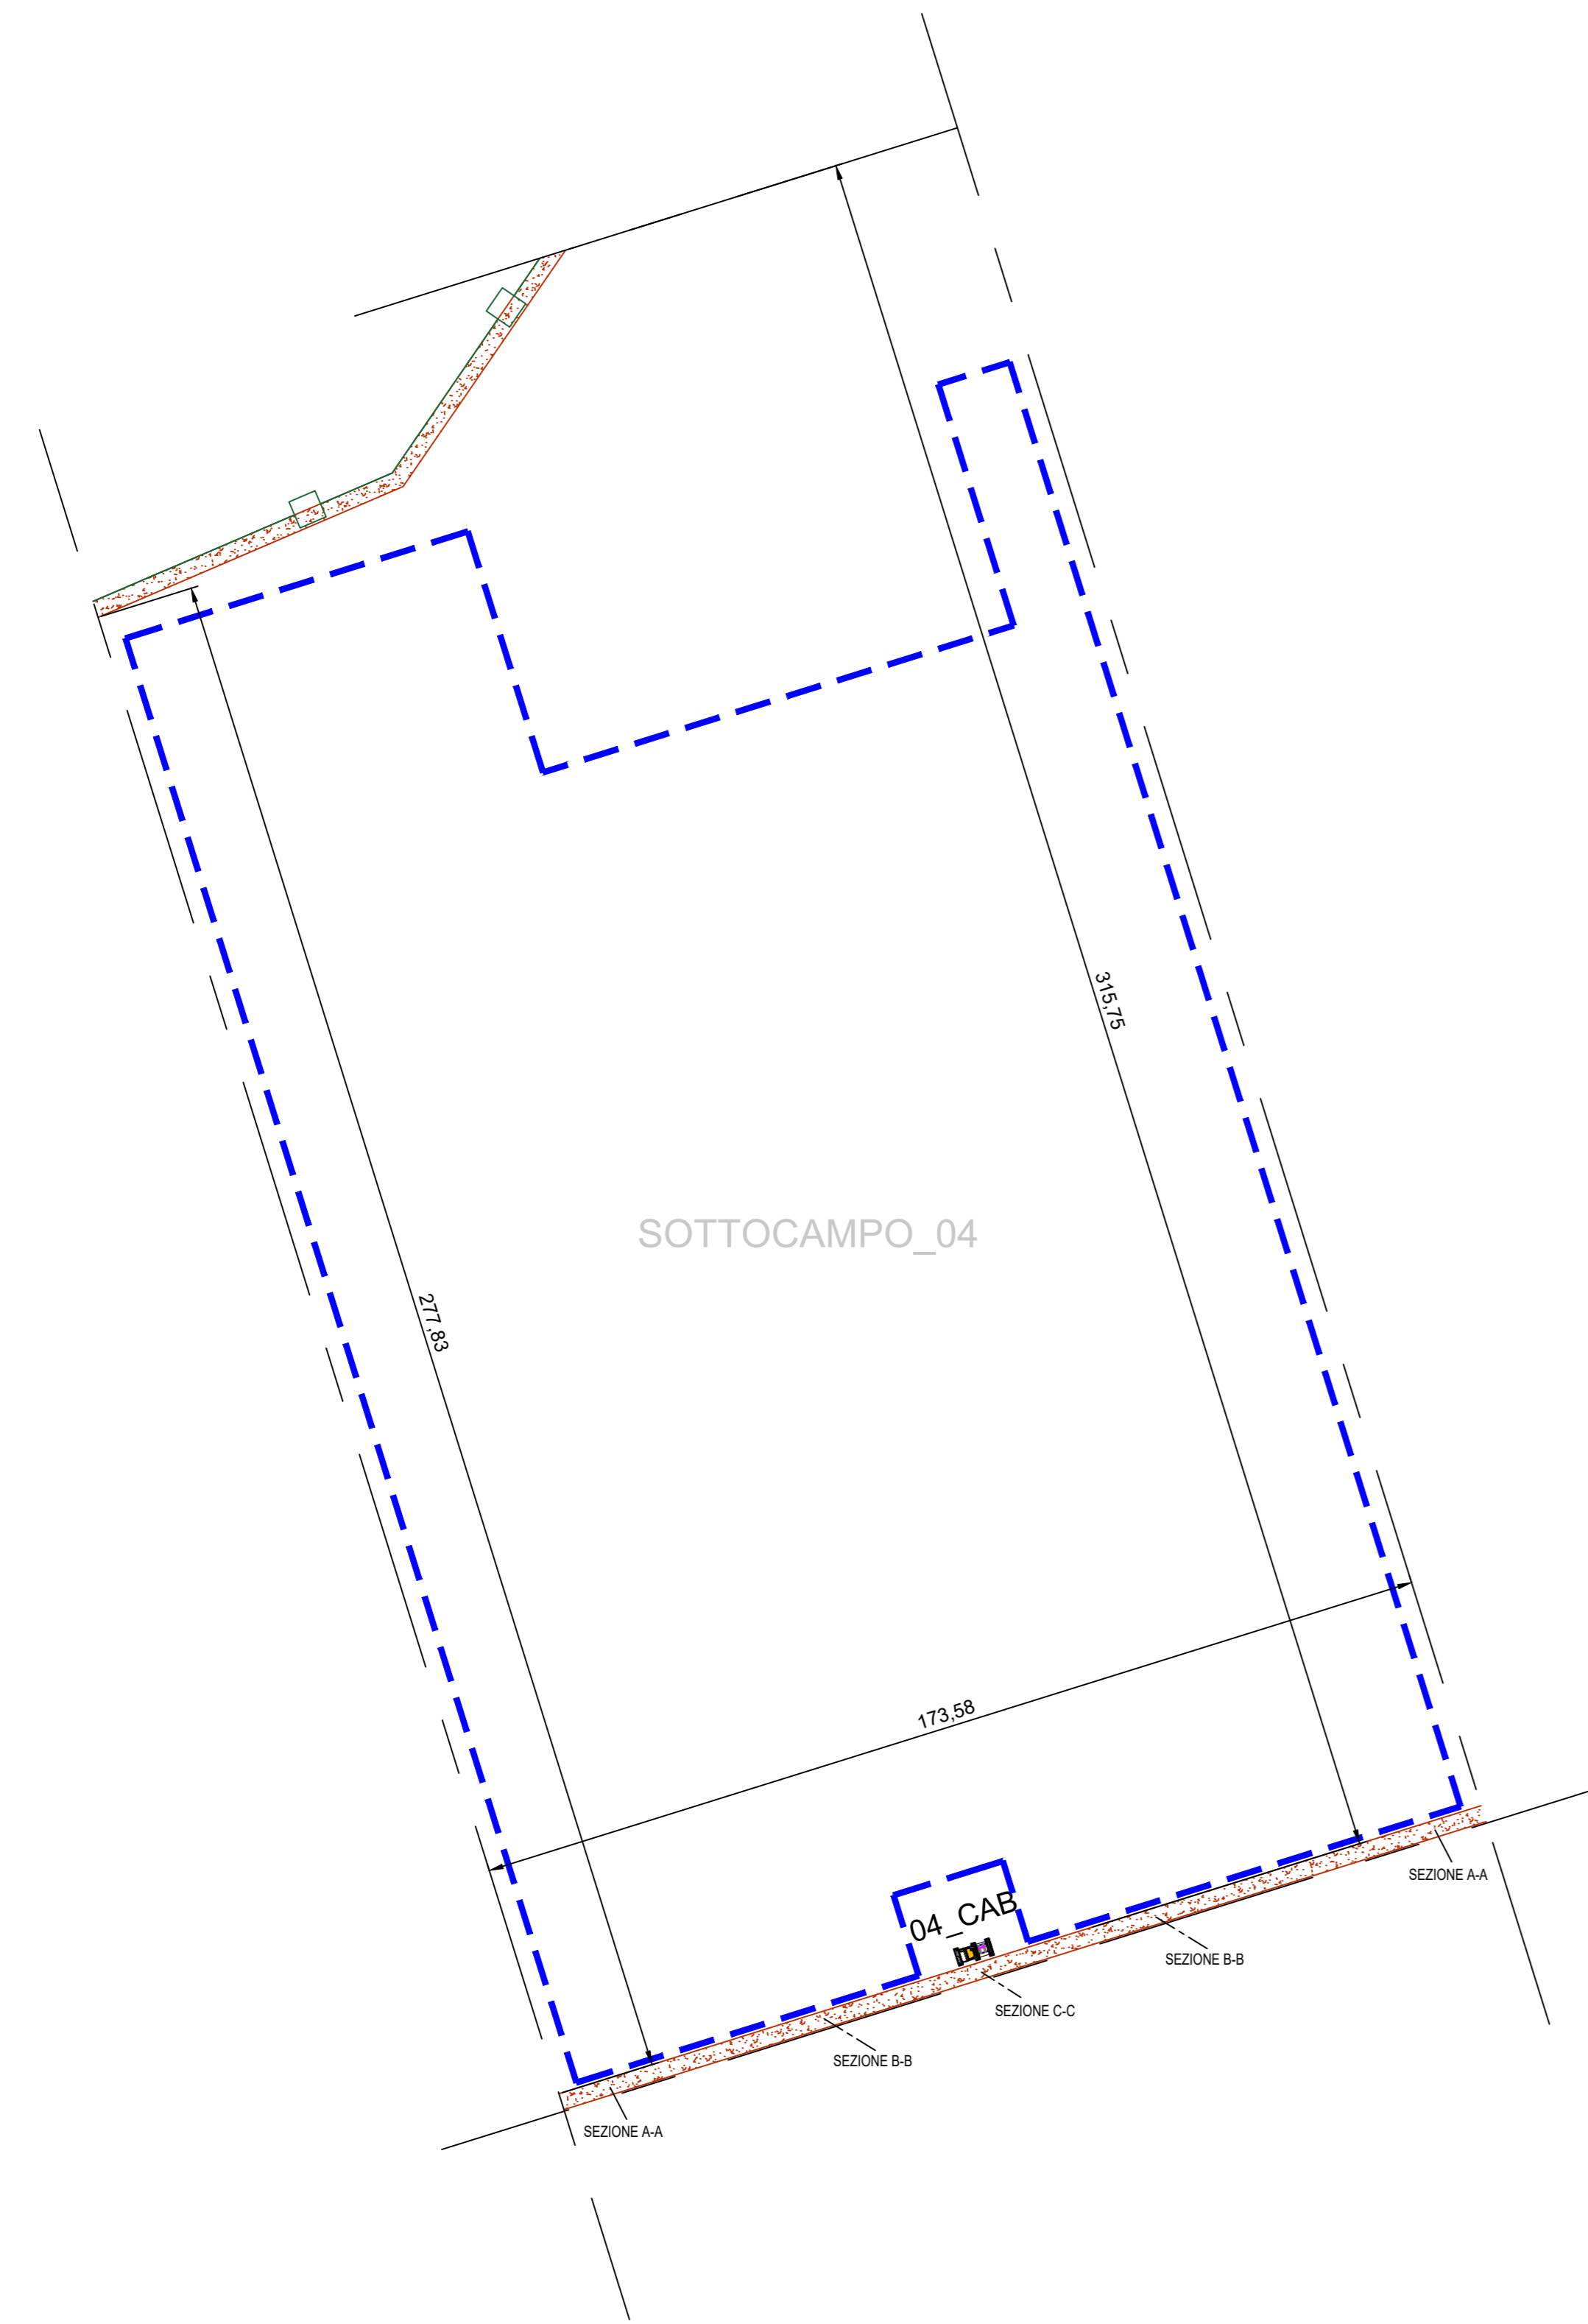 315,75
SOTTOCAMPO_04
277,83
173,58
SEZIONE A-A
04_CAB
SEZIONE B-B
SEZIONE C-C
SEZIONE B-B
SEZIONE A-A